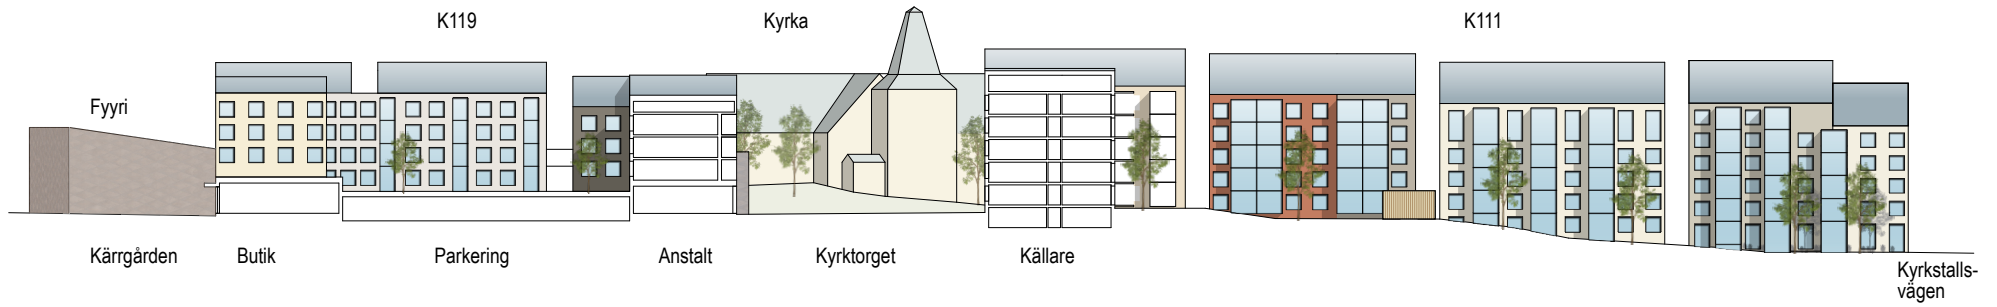 K119
Kyrka
K111
Fyyri
Kärrgården
Butik
Parkering
Anstalt
Kyrktorget
Källare
Kyrkstalls-
vägen